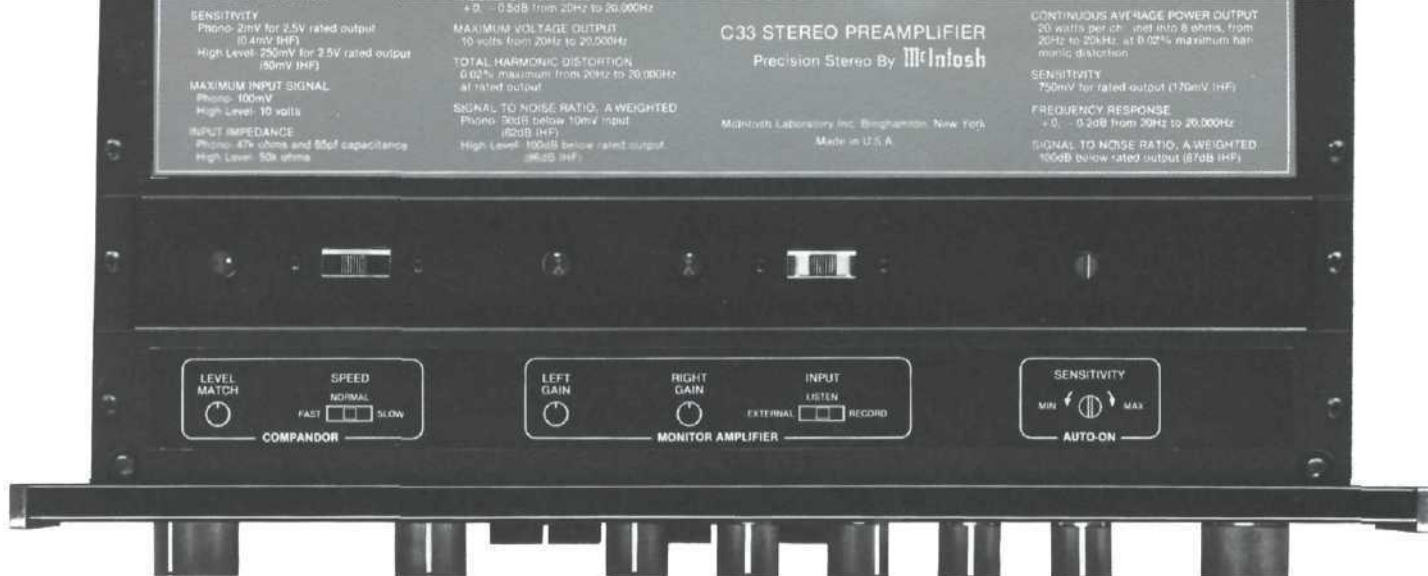 SENSITIVITY
Phono- 2mV for 2.5V rated output
(0.4mV IHF)
High Level- 250mV for 2.5V rated output
(50mV IHF)
MAXIMUM INPUT SIGNAL
Phono- 100mV
High Level- 10 volts
INPUT IMPEDANCE
Phono- 47k ohms and 65pf capacitance
High Level- 50k ohms
+0, -0.5dB from 20Hz to 20,000Hz
MAXIMUM VOLTAGE OUTPUT
10 volts from 20Hz to 20,000Hz
TOTAL HARMONIC DISTORTION
0.02% maximum from 20Hz to 20,000Hz
at rated output
SIGNAL TO NOISE RATIO, A WEIGHTED
Phono- 90dB below 10mV input
(82dB IHF)
High Level- 100dB below rated output
C33 STEREO PREAMPLIFIER
Precision Stereo By McIntosh
McIntosh Laboratory Inc. Binghamton, New York
Made in U.S.A.
CONTINUOUS AVERAGE POWER OUTPUT
20 watts per channel into 8 ohms, from
20Hz to 20kHz, at 0.02% maximum har-
monic distortion
SENSITIVITY
750mV for rated output (170mV IHF)
FREQUENCY RESPONSE
+0, -0.2dB from 20Hz to 20,000Hz
SIGNAL TO NOISE RATIO, A-WEIGHTED
100dB below rated output (87dB IHF)
LEVEL
MATCH
SPEED
NORMAL
FAST SLOW
COMPANDOR
LEFT
GAIN
RIGHT
GAIN
INPUT
LISTEN
EXTERNAL RECORD
MONITOR AMPLIFIER
SENSITIVITY
MIN MAX
AUTO-ON